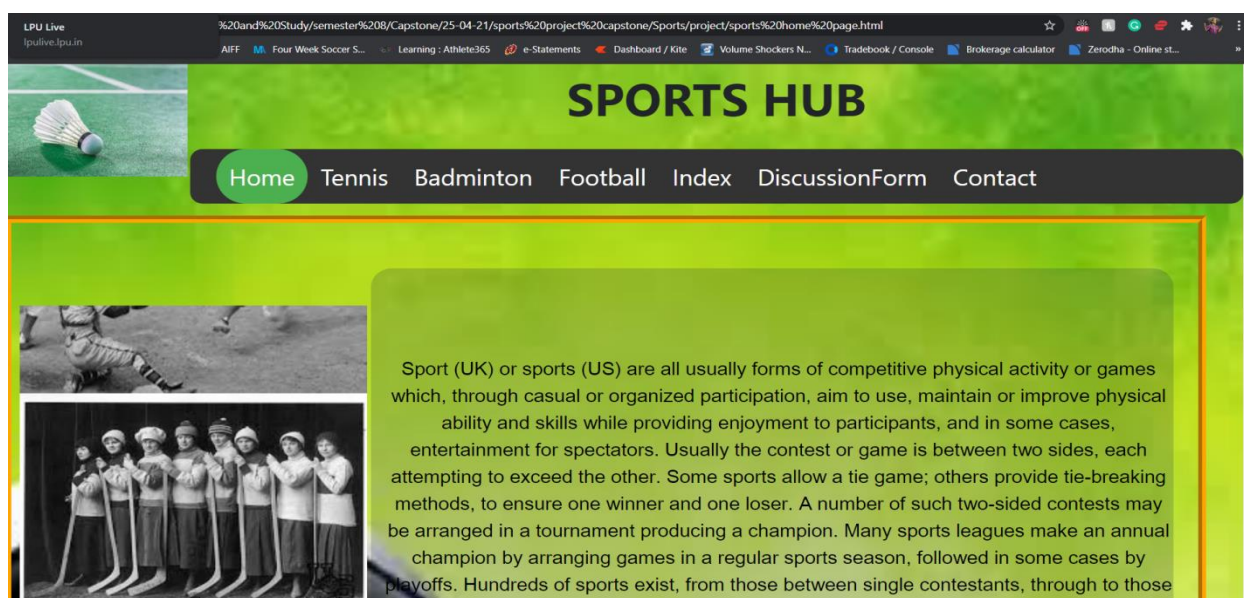 LPU Live
lpulive.lpu.in
%20and%20Study/semester%208/Capstone/25-04-21/sports%20project%20capstone/Sports/project/sports%20home%20page.html
OFF
AIFF Four Week Soccer S... Learning : Athlete365 e-Statements Dashboard / Kite Volume Shockers N... Tradebook / Console Brokerage calculator Zerodha - Online st... »
SPORTS HUB
Home Tennis Badminton Football Index DiscussionForm Contact
Sport (UK) or sports (US) are all usually forms of competitive physical activity or games
which, through casual or organized participation, aim to use, maintain or improve physical
ability and skills while providing enjoyment to participants, and in some cases,
entertainment for spectators. Usually the contest or game is between two sides, each
attempting to exceed the other. Some sports allow a tie game; others provide tie-breaking
methods, to ensure one winner and one loser. A number of such two-sided contests may
be arranged in a tournament producing a champion. Many sports leagues make an annual
champion by arranging games in a regular sports season, followed in some cases by
playoffs. Hundreds of sports exist, from those between single contestants, through to those